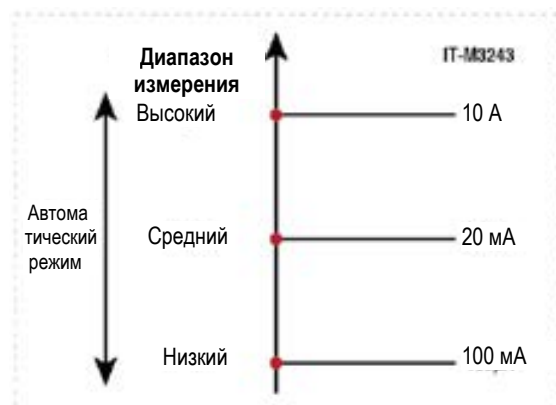 Диапазон
измерения
IT-M3243
Высокий
10 А
Автома
тический
режим
Средний
20 мА
Низкий
100 мА